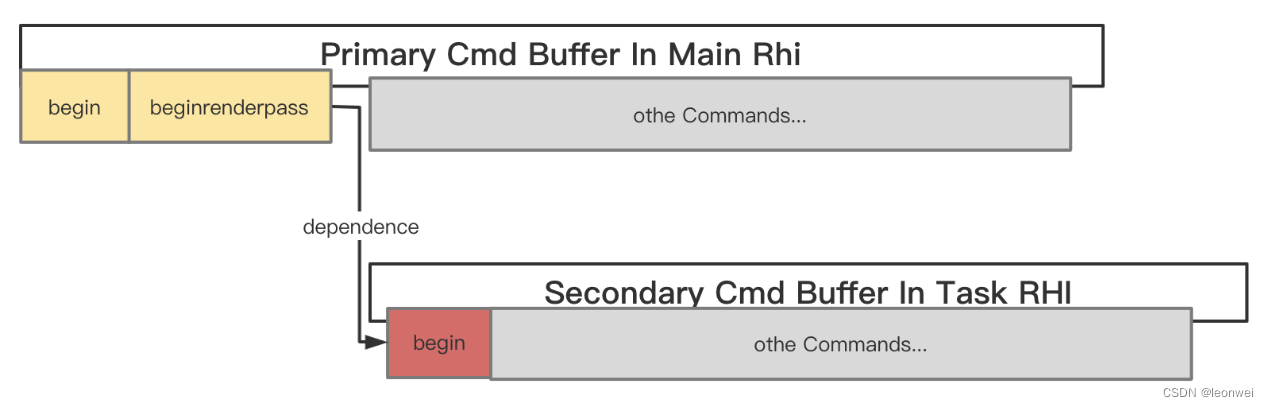 Primary Cmd Buffer In Main Rhi
begin
beginrenderpass
othe Commands...
dependence
Secondary Cmd Buffer In Task RHI
begin
othe Commands...
CSDN @leonwei